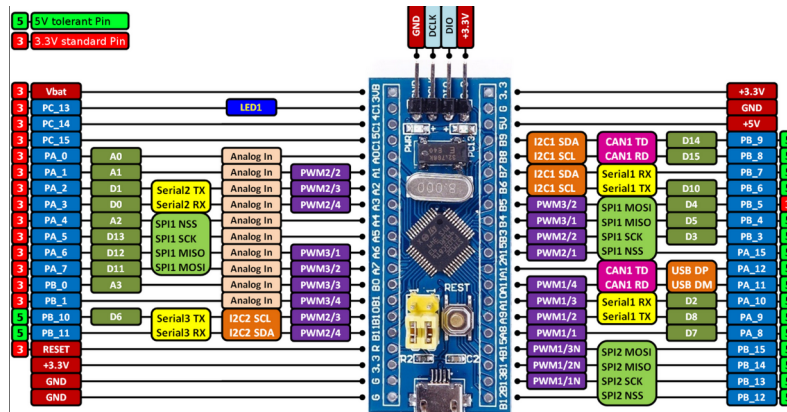 5 5V tolerant Pin
3 3.3V standard Pin
GND DCLK DIO +3.3V
3 Vbat
3 PC_13 LED1
3 PC_14
3 PC_15
3 PA_0 A0 Analog In
3 PA_1 A1 Analog In PWM2/2
3 PA_2 D1 Serial2 TX Analog In PWM2/3
3 PA_3 D0 Serial2 RX Analog In PWM2/4
3 PA_4 A2 SPI1 NSS Analog In
3 PA_5 D13 SPI1 SCK Analog In
3 PA_6 D12 SPI1 MISO Analog In PWM3/1
3 PA_7 D11 SPI1 MOSI Analog In PWM3/2
3 PB_0 A3 Analog In PWM3/3
3 PB_1 Analog In PWM3/4
5 PB_10 D6 Serial3 TX I2C2 SCL PWM2/3
5 PB_11 Serial3 RX I2C2 SDA PWM2/4
3 RESET
+3.3V
GND
GND
REST
R2 C2
+3.3V
GND
+5V
I2C1 SDA CAN1 TD D14 PB_9
I2C1 SCL CAN1 RD D15 PB_8
I2C1 SDA Serial1 RX PB_7
I2C1 SCL Serial1 TX D10 PB_6
PWM3/2 SPI1 MOSI D4 PB_5
PWM3/1 SPI1 MISO D5 PB_4
PWM2/2 SPI1 SCK D3 PB_3
PWM2/1 SPI1 NSS PA_15
CAN1 TD USB DP PA_12
PWM1/4 CAN1 RD USB DM PA_11
PWM1/3 Serial1 RX D2 PA_10
PWM1/2 Serial1 TX D8 PA_9
PWM1/1 D7 PA_8
PWM1/3N SPI2 MOSI PB_15
PWM1/2N SPI2 MISO PB_14
PWM1/1N SPI2 SCK PB_13
SPI2 NSS PB_12